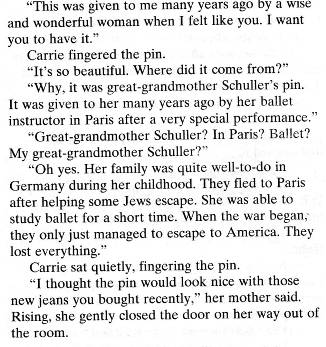 "This was given to me many years ago by a wise
and wonderful woman when I felt like you. I want
you to have it."
Carrie fingered the pin.
"It's so beautiful. Where did it come from?"
"Why, it was great-grandmother Schuller's pin.
It was given to her many years ago by her ballet
instructor in Paris after a very special performance."
"Great-grandmother Schuller? In Paris? Ballet?
My great-grandmother Schuller?"
"Oh yes. Her family was quite well-to-do in
Germany during her childhood. They fled to Paris
after helping some Jews escape. She was able to
study ballet for a short time. When the war began,
they only just managed to escape to America. They
lost everything."
Carrie sat quietly, fingering the pin.
"I thought the pin would look nice with those
new jeans you bought recently," her mother said.
Rising, she gently closed the door on her way out of
the room.